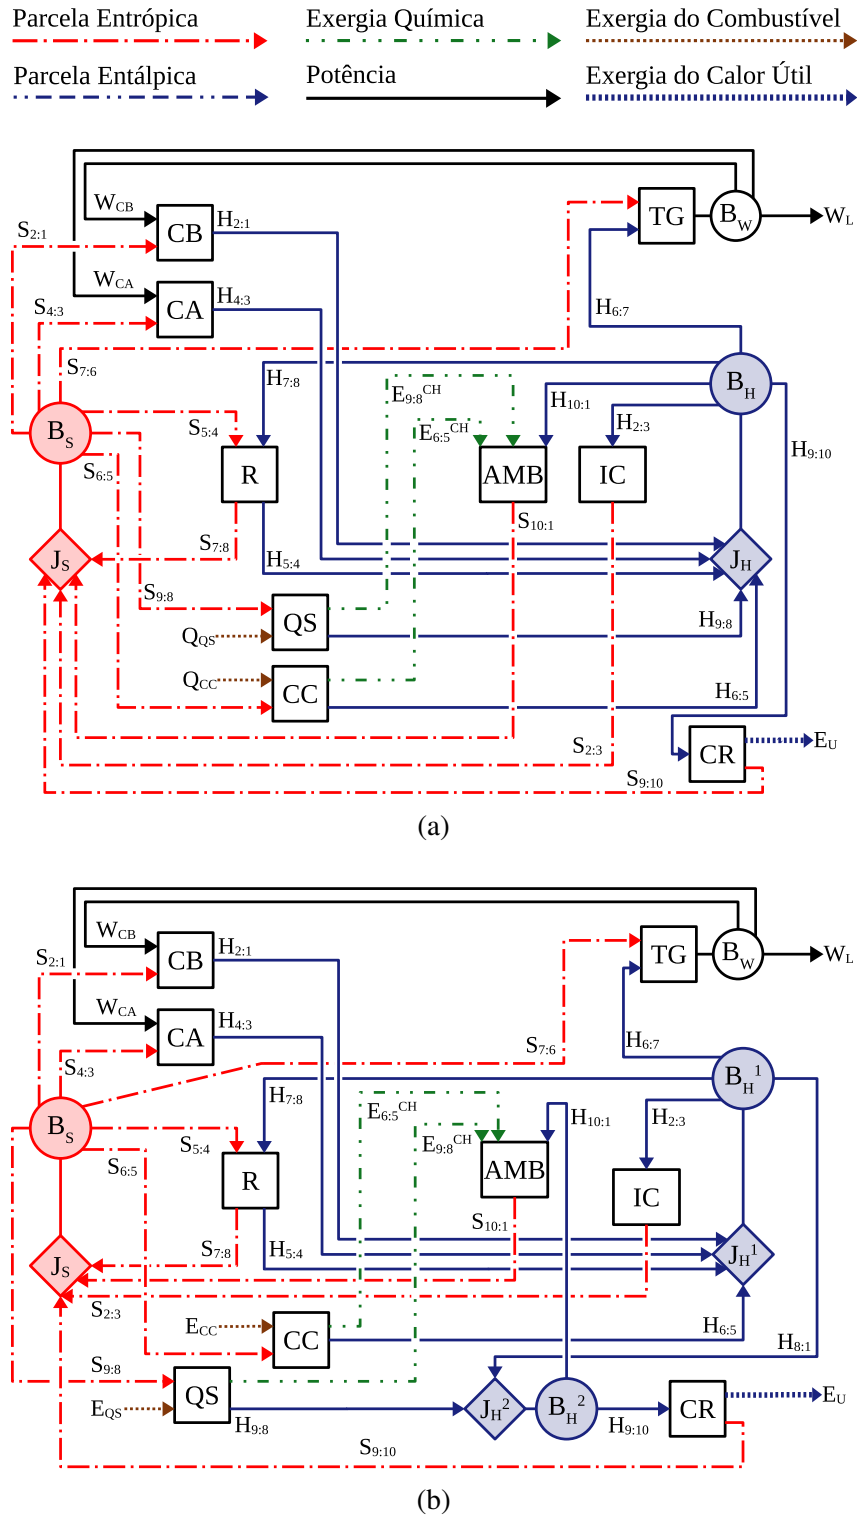 Parcela Entrópica Exergia Química Exergia do Combustível
Parcela Entálpica Potência Exergia do Calor Útil
W_CB CB H_2:1 TG B_W W_L
S_2:1
W_CA CA H_4:3
S_4:3 H_6:7
S_7:6
H_7:8 E_9:8^CH H_10:1 B_H
B_S S_5:4 E_6:5^CH H_2:3
S_6:5 R AMB IC H_9:10
S_7:8 H_5:4 S_10:1
J_S J_H
S_9:8
Q_QS QS H_9:8
Q_CC CC H_6:5
S_2:3 CR E_U
S_9:10
(a)
W_CB CB H_2:1 TG B_W W_L
S_2:1
W_CA CA H_4:3
S_4:3 S_7:6 H_6:7
H_7:8 E_6:5^CH H_10:1 H_2:3 B_H^1
B_S S_5:4 E_9:8^CH
S_6:5 R AMB IC
S_7:8 H_5:4 S_10:1
J_S J_H^1
S_2:3 E_CC CC H_6:5
H_8:1
S_9:8
E_QS QS H_9:8 J_H^2 B_H^2 H_9:10 CR E_U
S_9:10
(b)